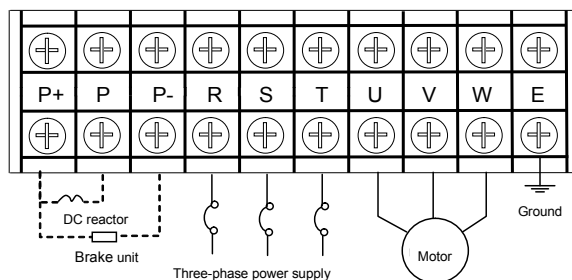 P+ P P- R S T U V W E
DC reactor
Ground
Brake unit
Motor
Three-phase power supply